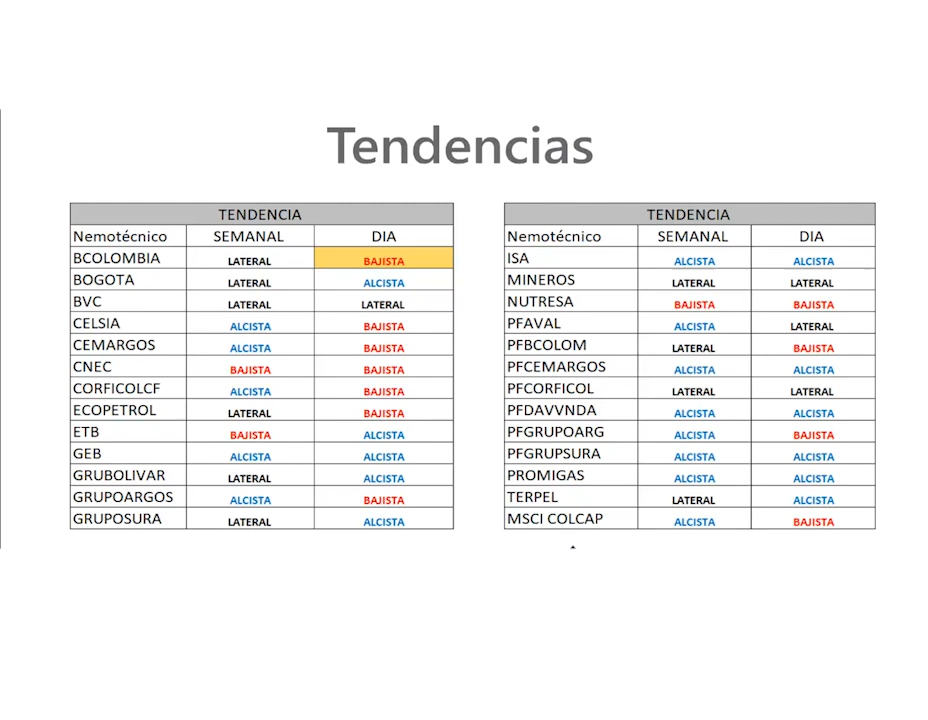 Tendencias
TENDENCIA
Nemotécnico SEMANAL DIA
BCOLOMBIA LATERAL BAJISTA
BOGOTA LATERAL ALCISTA
BVC LATERAL LATERAL
CELSIA ALCISTA BAJISTA
CEMARGOS ALCISTA BAJISTA
CNEC BAJISTA BAJISTA
CORFICOLCF ALCISTA BAJISTA
ECOPETROL LATERAL BAJISTA
ETB BAJISTA ALCISTA
GEB ALCISTA ALCISTA
GRUBOLIVAR LATERAL ALCISTA
GRUPOARGOS ALCISTA BAJISTA
GRUPOSURA LATERAL ALCISTA
TENDENCIA
Nemotécnico SEMANAL DIA
ISA ALCISTA ALCISTA
MINEROS LATERAL LATERAL
NUTRESA BAJISTA BAJISTA
PFAVAL ALCISTA LATERAL
PFBCOLOM LATERAL BAJISTA
PFCEMARGOS ALCISTA ALCISTA
PFCORFICOL LATERAL LATERAL
PFDAVVNDA ALCISTA ALCISTA
PFGRUPOARG ALCISTA BAJISTA
PFGRUPSURA ALCISTA ALCISTA
PROMIGAS ALCISTA ALCISTA
TERPEL LATERAL ALCISTA
MSCI COLCAP ALCISTA BAJISTA